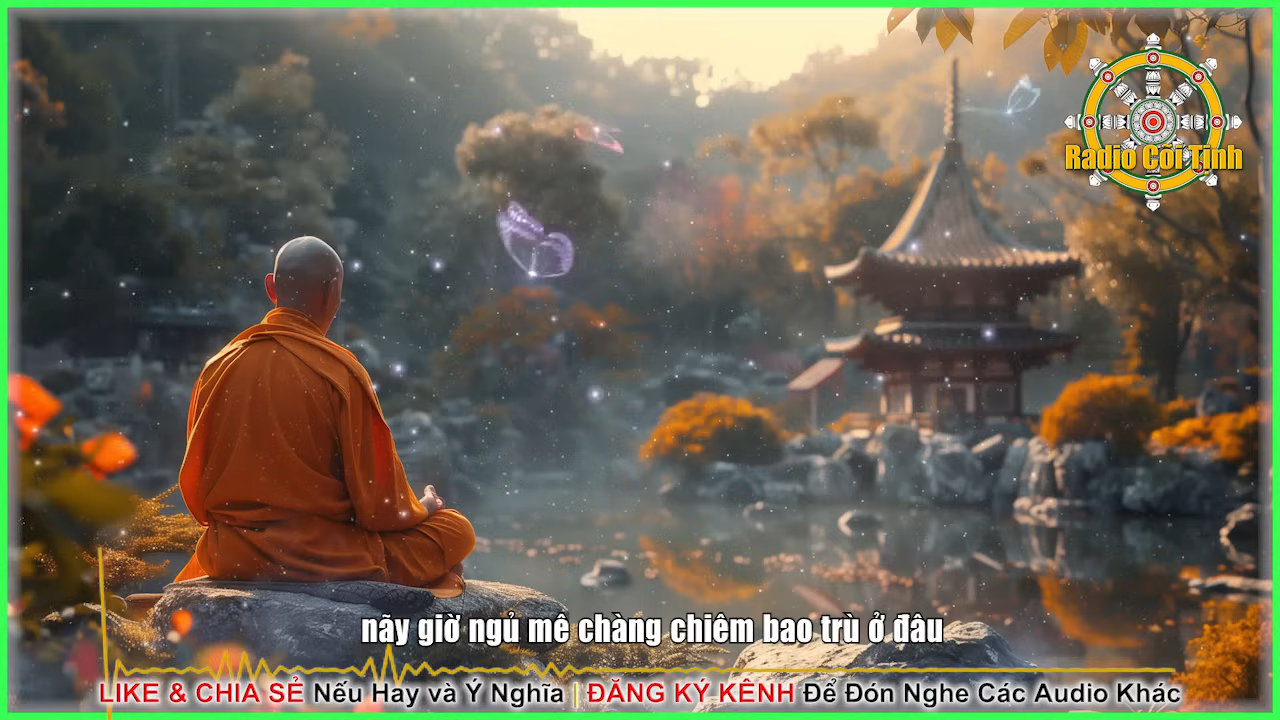 Radio Cõi Tịnh
nãy giờ ngủ mê chàng chiêm bao trù ở đâu
LIKE & CHIA SẺ Nếu Hay và Ý Nghĩa | ĐĂNG KÝ KÊNH Để Đón Nghe Các Audio Khác